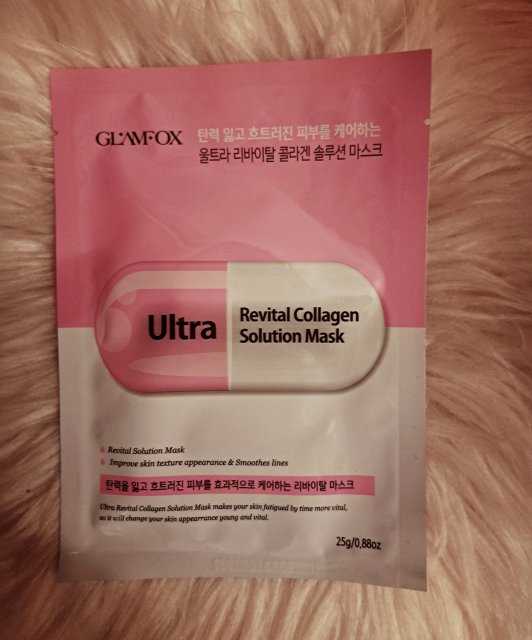 GLAMFOX
탄력 잃고 흐트러진 피부를 케어하는
울트라 리바이탈 콜라겐 솔루션 마스크
Ultra
Revital Collagen
Solution Mask
Revital Solution Mask
Improve skin texture appearance & Smoothes lines
탄력을 잃고 흐트러진 피부를 효과적으로 케어하는 리바이탈 마스크
Ultra Revital Collagen Solution Mask makes your skin fatigued by time more vital,
so it will change your skin appearrance young and vital.
25g/0.88oz